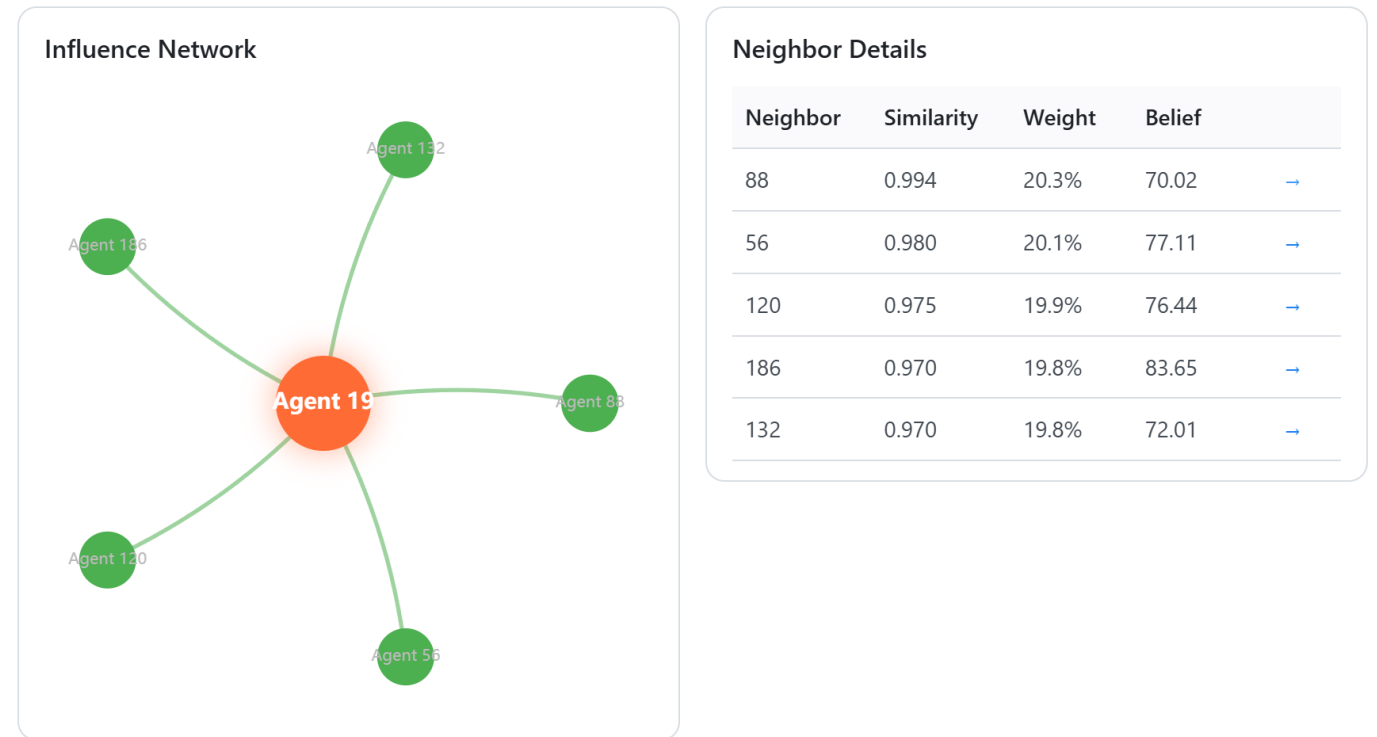 Influence Network
Agent 132
Agent 186
Agent 19
Agent 88
Agent 120
Agent 56
Neighbor Details
Neighbor Similarity Weight Belief
88 0.994 20.3% 70.02 →
56 0.980 20.1% 77.11 →
120 0.975 19.9% 76.44 →
186 0.970 19.8% 83.65 →
132 0.970 19.8% 72.01 →